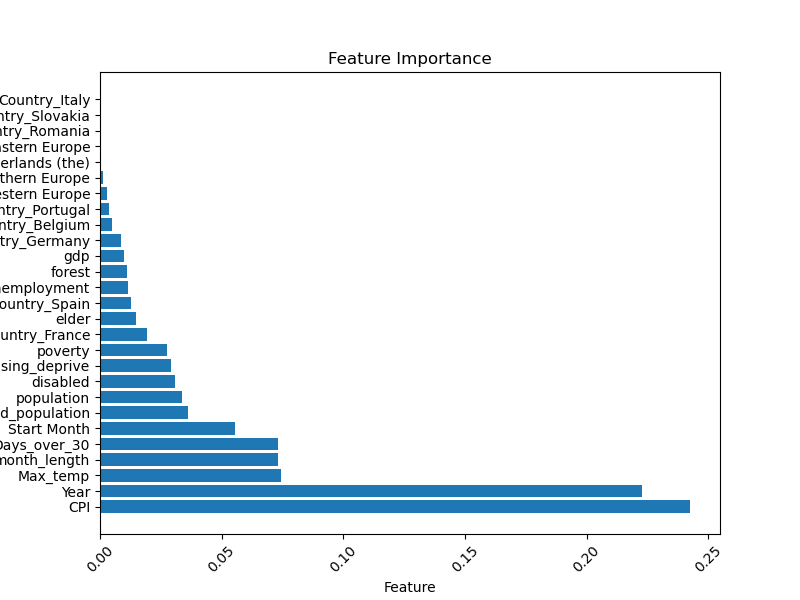 Feature Importance
Country_Italy
ntry_Slovakia
ntry_Romania
astern Europe
erlands (the)
thern Europe
estern Europe
ntry_Portugal
ntry_Belgium
try_Germany
gdp
forest
nemployment
ountry_Spain
elder
untry_France
poverty
sing_deprive
disabled
population
d_population
Start Month
Days_over_30
month_length
Max_temp
Year
CPI
0.00 0.05 0.10 0.15 0.20 0.25
Feature